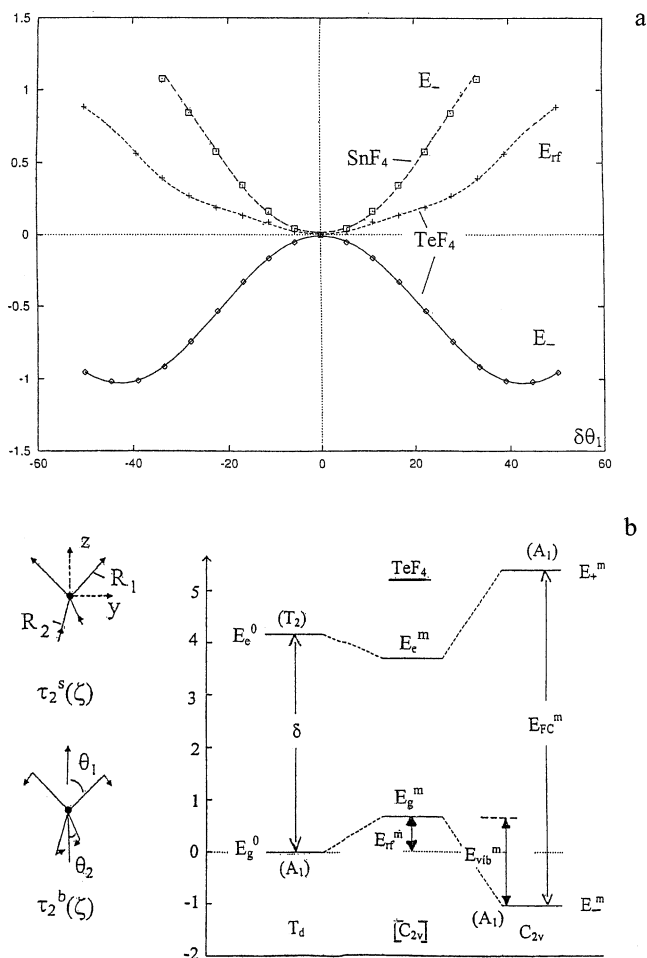 a
1.5
1
0.5
0
-0.5
-1
-1.5
-60 -40 -20 0 20 40 60
E₋
SnF₄
E_rf
TeF₄
E₋
δθ₁
b
z
R₁
y
R₂
τ₂ˢ(ζ)
θ₁
θ₂
τ₂ᵇ(ζ)
5
4
3
2
1
0
-1
-2
TeF₄
(A₁)
E₊ᵐ
(T₂)
E_e⁰
E_eᵐ
δ
E_FCᵐ
E_gᵐ
E_g⁰
E_rfᵐ
E_vibᵐ
(A₁)
(A₁)
E₋ᵐ
T_d
[C₂ᵥ]
C₂ᵥ